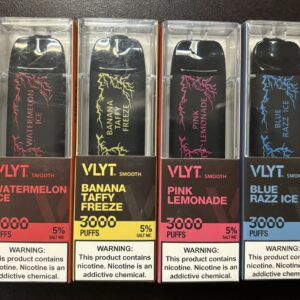 WATERMELON
ICE
VLYT. SMOOTH
WATERMELON
ICE
3000
PUFFS
5%
SALT NIC
WARNING:
This product contains
nicotine. Nicotine is an
addictive chemical.
BANANA
TAFFY
FREEZE
VLYT. SMOOTH
BANANA
TAFFY
FREEZE
3000
PUFFS
5%
SALT NIC
WARNING:
This product contains
nicotine. Nicotine is an
addictive chemical.
PINK
LEMONADE
VLYT. SMOOTH
PINK
LEMONADE
3000
PUFFS
5%
SALT NIC
WARNING:
This product contains
nicotine. Nicotine is an
addictive chemical.
BLUE
RAZZ ICE
VLYT. SMOOTH
BLUE
RAZZ ICE
3000
PUFFS
5%
SALT NIC
WARNING:
This product contains
nicotine. Nicotine is an
addictive chemical.